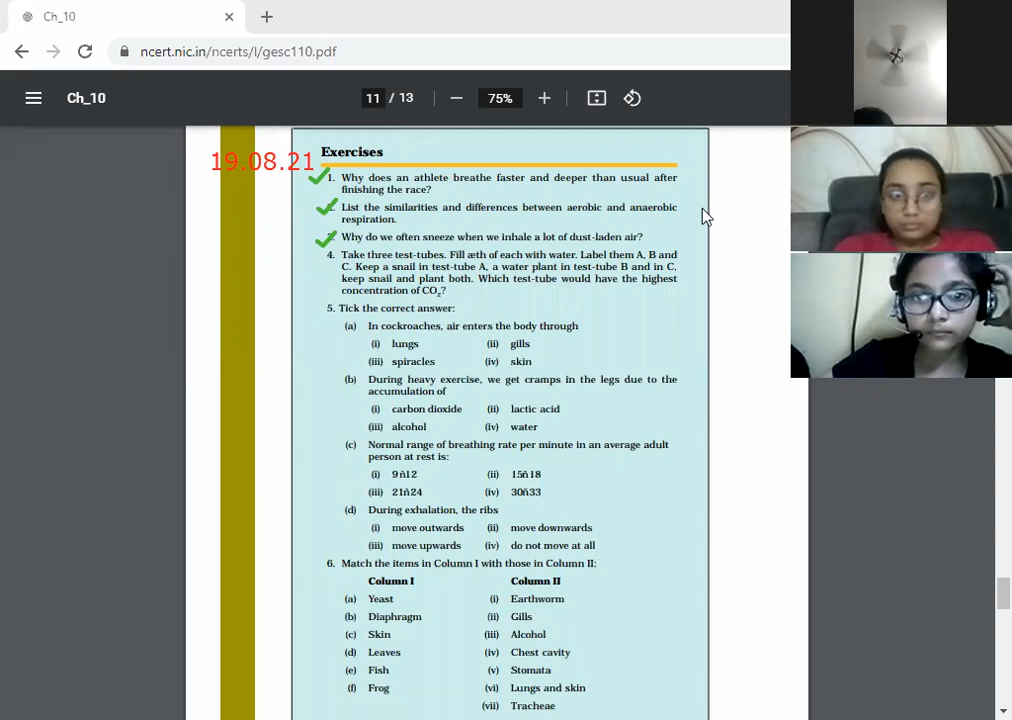 Ch_10
ncert.nic.in/ncerts/l/gesc110.pdf
Ch_10
11 / 13
75%
19.08.21
Exercises
1. Why does an athlete breathe faster and deeper than usual after
finishing the race?
2. List the similarities and differences between aerobic and anaerobic
respiration.
3. Why do we often sneeze when we inhale a lot of dust-laden air?
4. Take three test-tubes. Fill æth of each with water. Label them A, B and
C. Keep a snail in test-tube A, a water plant in test-tube B and in C,
keep snail and plant both. Which test-tube would have the highest
concentration of CO₂?
5. Tick the correct answer:
(a) In cockroaches, air enters the body through
(i) lungs (ii) gills
(iii) spiracles (iv) skin
(b) During heavy exercise, we get cramps in the legs due to the
accumulation of
(i) carbon dioxide (ii) lactic acid
(iii) alcohol (iv) water
(c) Normal range of breathing rate per minute in an average adult
person at rest is:
(i) 9ñ12 (ii) 15ñ18
(iii) 21ñ24 (iv) 30ñ33
(d) During exhalation, the ribs
(i) move outwards (ii) move downwards
(iii) move upwards (iv) do not move at all
6. Match the items in Column I with those in Column II:
Column I Column II
(a) Yeast (i) Earthworm
(b) Diaphragm (ii) Gills
(c) Skin (iii) Alcohol
(d) Leaves (iv) Chest cavity
(e) Fish (v) Stomata
(f) Frog (vi) Lungs and skin
(vii) Tracheae